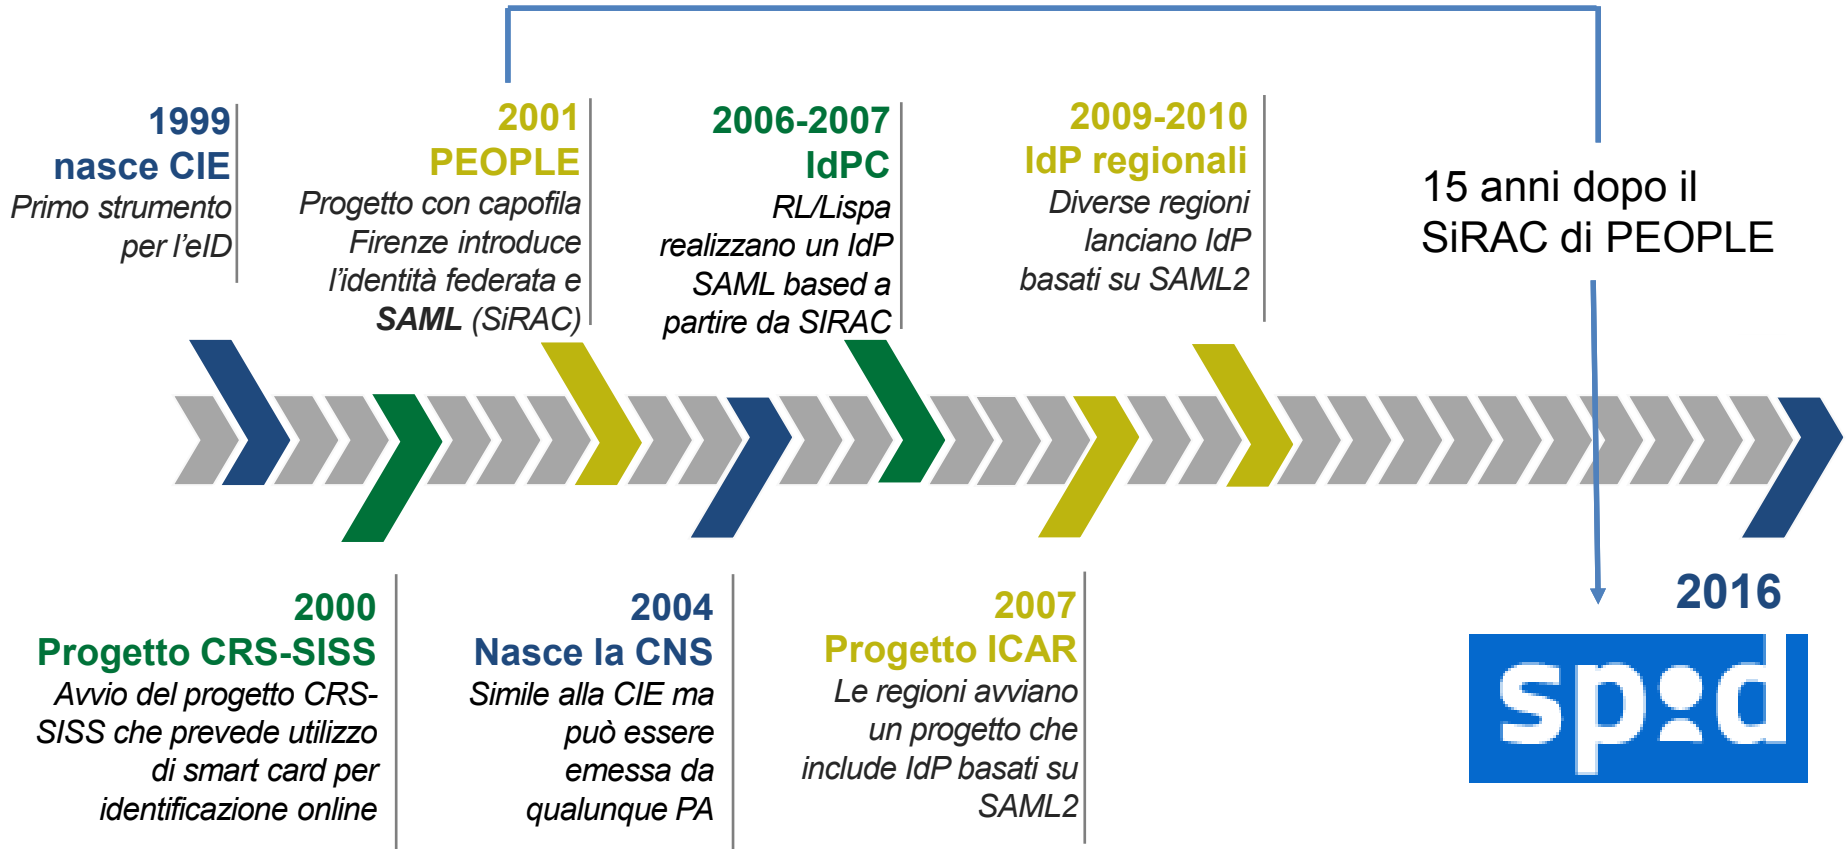 1999
nasce CIE
Primo strumento
per l'eID
2001
PEOPLE
Progetto con capofila
Firenze introduce
l'identità federata e
SAML (SiRAC)
2006-2007
IdPC
RL/Lispa
realizzano un IdP
SAML based a
partire da SIRAC
2009-2010
IdP regionali
Diverse regioni
lanciano IdP
basati su SAML2
15 anni dopo il
SiRAC di PEOPLE
2000
Progetto CRS-SISS
Avvio del progetto CRS-
SISS che prevede utilizzo
di smart card per
identificazione online
2004
Nasce la CNS
Simile alla CIE ma
può essere
emessa da
qualunque PA
2007
Progetto ICAR
Le regioni avviano
un progetto che
include IdP basati su
SAML2
2016
spid